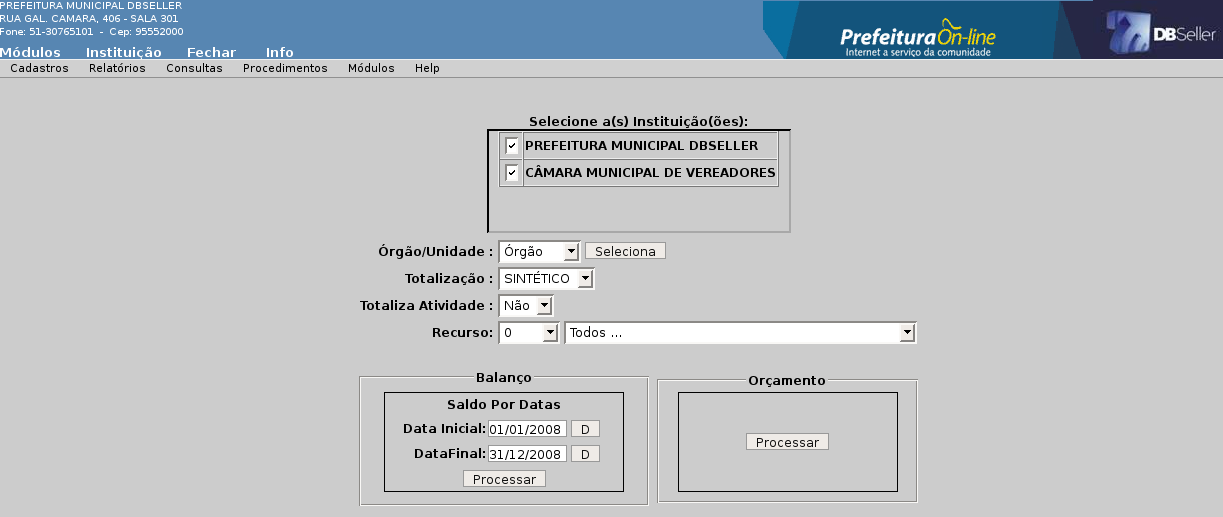 PREFEITURA MUNICIPAL DBSELLER
RUA GAL. CAMARA, 406 - SALA 301
Fone: 51-30765101 - Cep: 95552000
Módulos Instituição Fechar Info
PrefeituraOn-line
Internet a serviço da comunidade
DBSeller
Cadastros Relatórios Consultas Procedimentos Módulos Help
Selecione a(s) Instituição(ões):
PREFEITURA MUNICIPAL DBSELLER
CÂMARA MUNICIPAL DE VEREADORES
Órgão/Unidade : Órgão Seleciona
Totalização : SINTÉTICO
Totaliza Atividade : Não
Recurso: 0 Todos ...
Balanço
Saldo Por Datas
Data Inicial: 01/01/2008 D
DataFinal: 31/12/2008 D
Processar
Orçamento
Processar